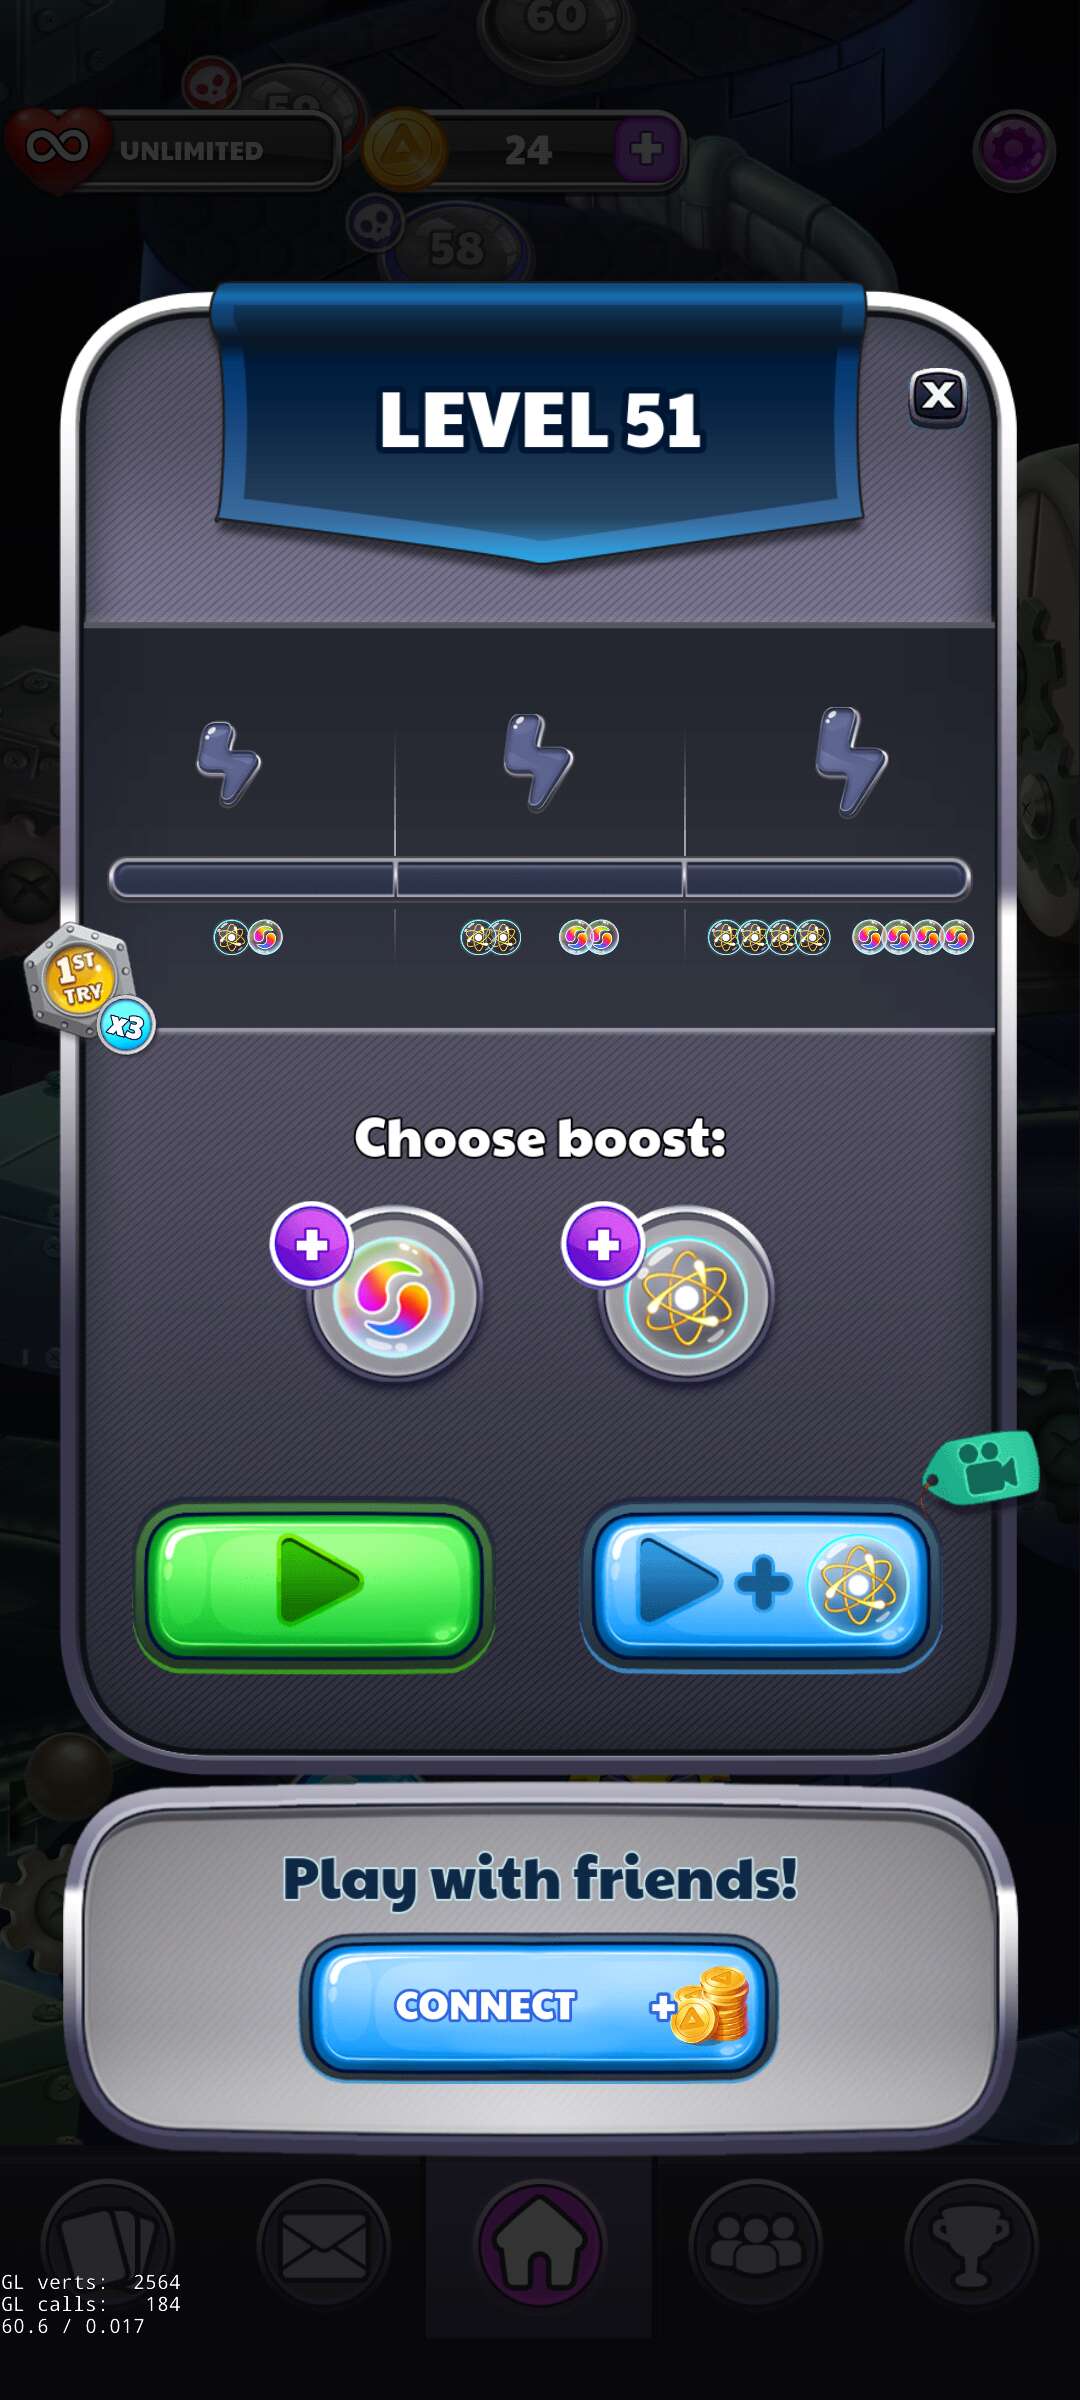 60
59
UNLIMITED
24
58
LEVEL 51
X
1ST
TRY
x3
Choose boost:
Play with friends!
CONNECT +
GL verts: 2564
GL calls: 184
60.6 / 0.017